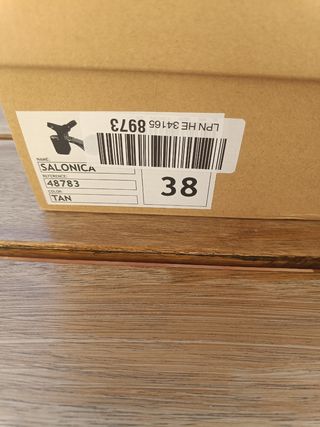 LPN HE 34165
8973
NAME:
SALONICA
REFERENCE:
48783
COLOR:
TAN
38